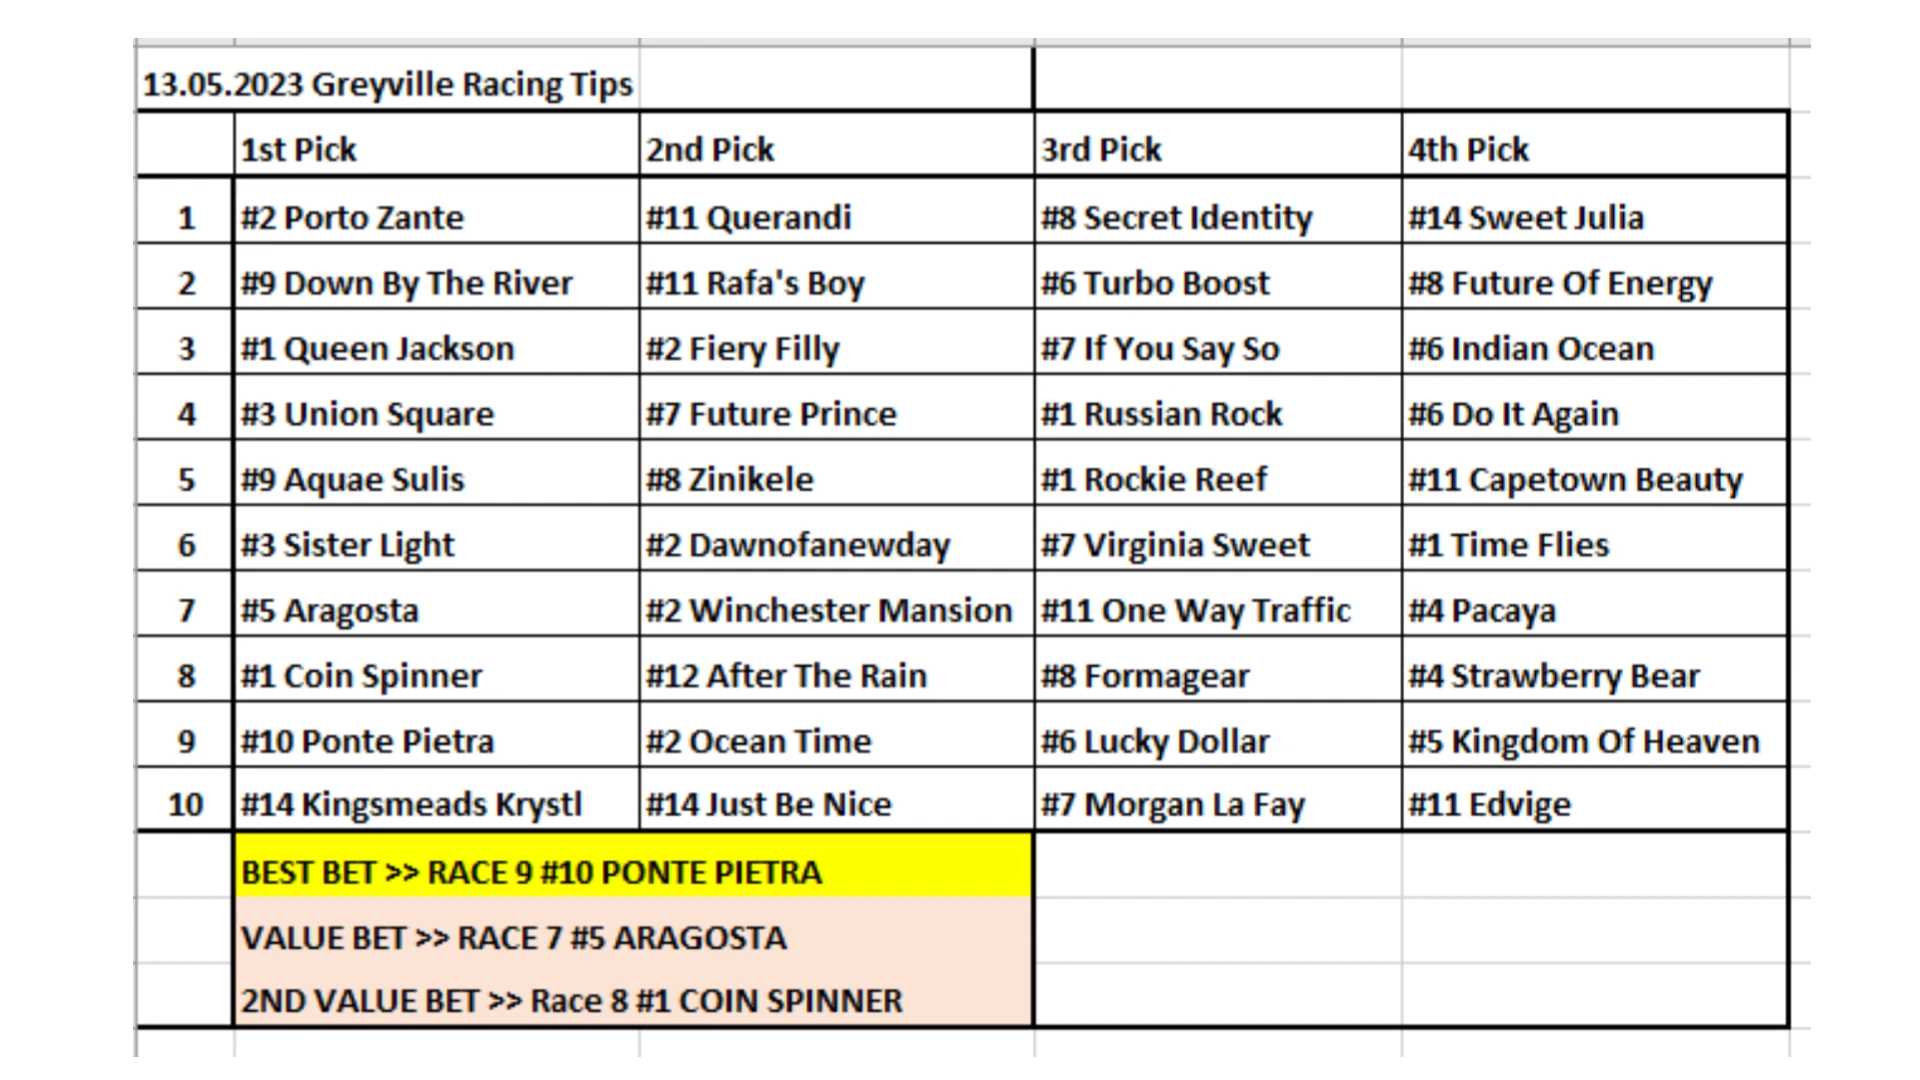 13.05.2023 Greyville Racing Tips
1st Pick 2nd Pick 3rd Pick 4th Pick
1 #2 Porto Zante #11 Querandi #8 Secret Identity #14 Sweet Julia
2 #9 Down By The River #11 Rafa's Boy #6 Turbo Boost #8 Future Of Energy
3 #1 Queen Jackson #2 Fiery Filly #7 If You Say So #6 Indian Ocean
4 #3 Union Square #7 Future Prince #1 Russian Rock #6 Do It Again
5 #9 Aquae Sulis #8 Zinikele #1 Rockie Reef #11 Capetown Beauty
6 #3 Sister Light #2 Dawnofanewday #7 Virginia Sweet #1 Time Flies
7 #5 Aragosta #2 Winchester Mansion #11 One Way Traffic #4 Pacaya
8 #1 Coin Spinner #12 After The Rain #8 Formagear #4 Strawberry Bear
9 #10 Ponte Pietra #2 Ocean Time #6 Lucky Dollar #5 Kingdom Of Heaven
10 #14 Kingsmeads Krystl #14 Just Be Nice #7 Morgan La Fay #11 Edvige
BEST BET >> RACE 9 #10 PONTE PIETRA
VALUE BET >> RACE 7 #5 ARAGOSTA
2ND VALUE BET >> Race 8 #1 COIN SPINNER